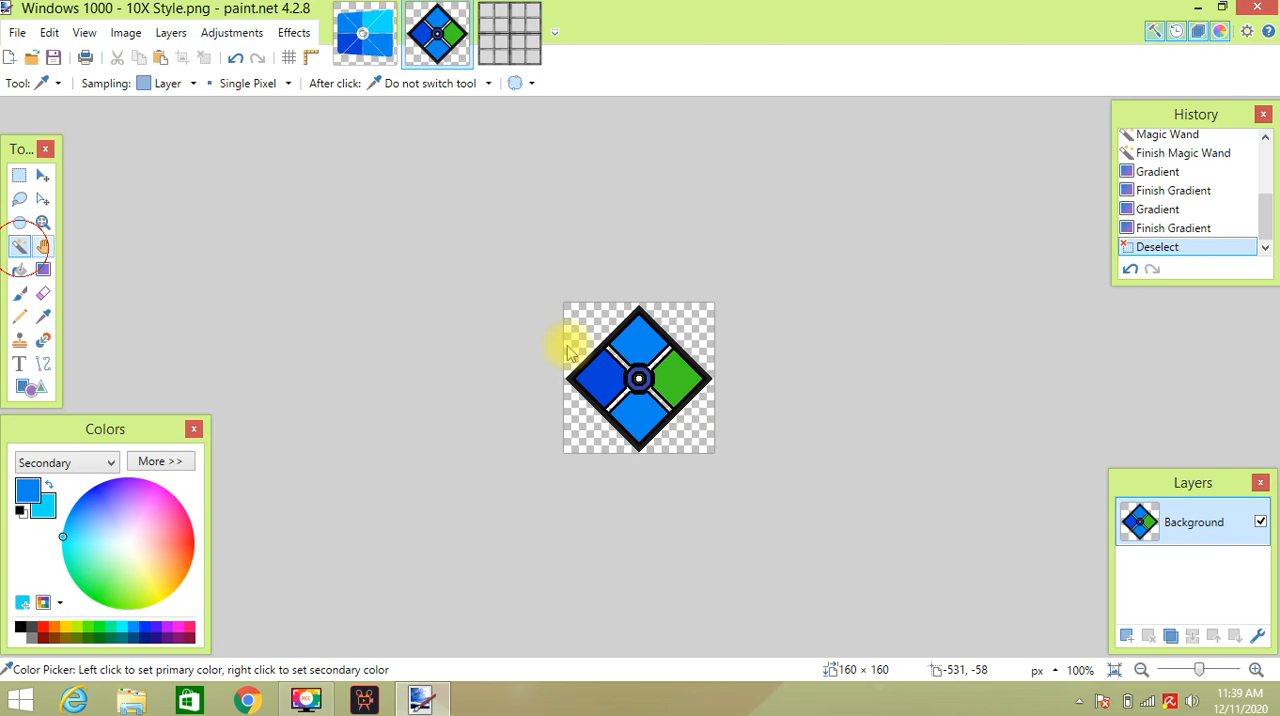 Windows 1000 - 10X Style.png - paint.net 4.2.8
File Edit View Image Layers Adjustments Effects
Tool: Sampling: Layer Single Pixel After click: Do not switch tool
To...
History
Magic Wand
Finish Magic Wand
Gradient
Finish Gradient
Gradient
Finish Gradient
Deselect
Colors
Secondary More >>
Layers
Background
Color Picker: Left click to set primary color, right click to set secondary color 160 × 160 -531, -58 px 100%
REC
11:39 AM
12/11/2020